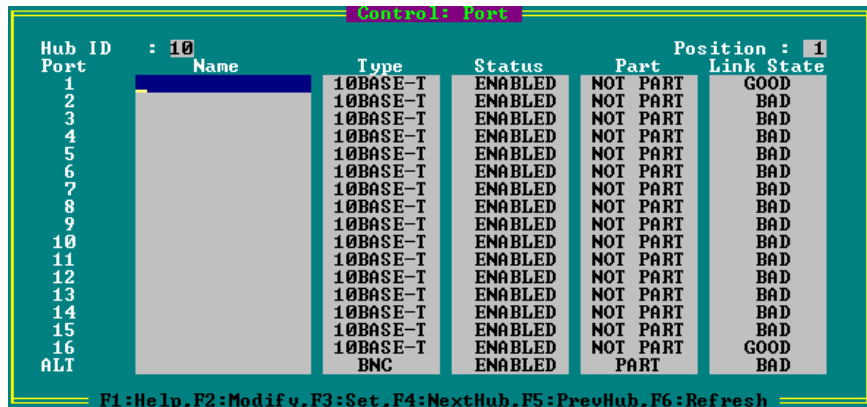 Control: Port
Hub ID : 10 Position : 1
Port Name Type Status Part Link State
1 10BASE-T ENABLED NOT PART GOOD
2 10BASE-T ENABLED NOT PART BAD
3 10BASE-T ENABLED NOT PART BAD
4 10BASE-T ENABLED NOT PART BAD
5 10BASE-T ENABLED NOT PART BAD
6 10BASE-T ENABLED NOT PART BAD
7 10BASE-T ENABLED NOT PART BAD
8 10BASE-T ENABLED NOT PART BAD
9 10BASE-T ENABLED NOT PART BAD
10 10BASE-T ENABLED NOT PART BAD
11 10BASE-T ENABLED NOT PART BAD
12 10BASE-T ENABLED NOT PART BAD
13 10BASE-T ENABLED NOT PART BAD
14 10BASE-T ENABLED NOT PART BAD
15 10BASE-T ENABLED NOT PART BAD
16 10BASE-T ENABLED NOT PART GOOD
ALT BNC ENABLED PART BAD
F1:Help,F2:Modify,F3:Set,F4:NextHub,F5:PrevHub,F6:Refresh